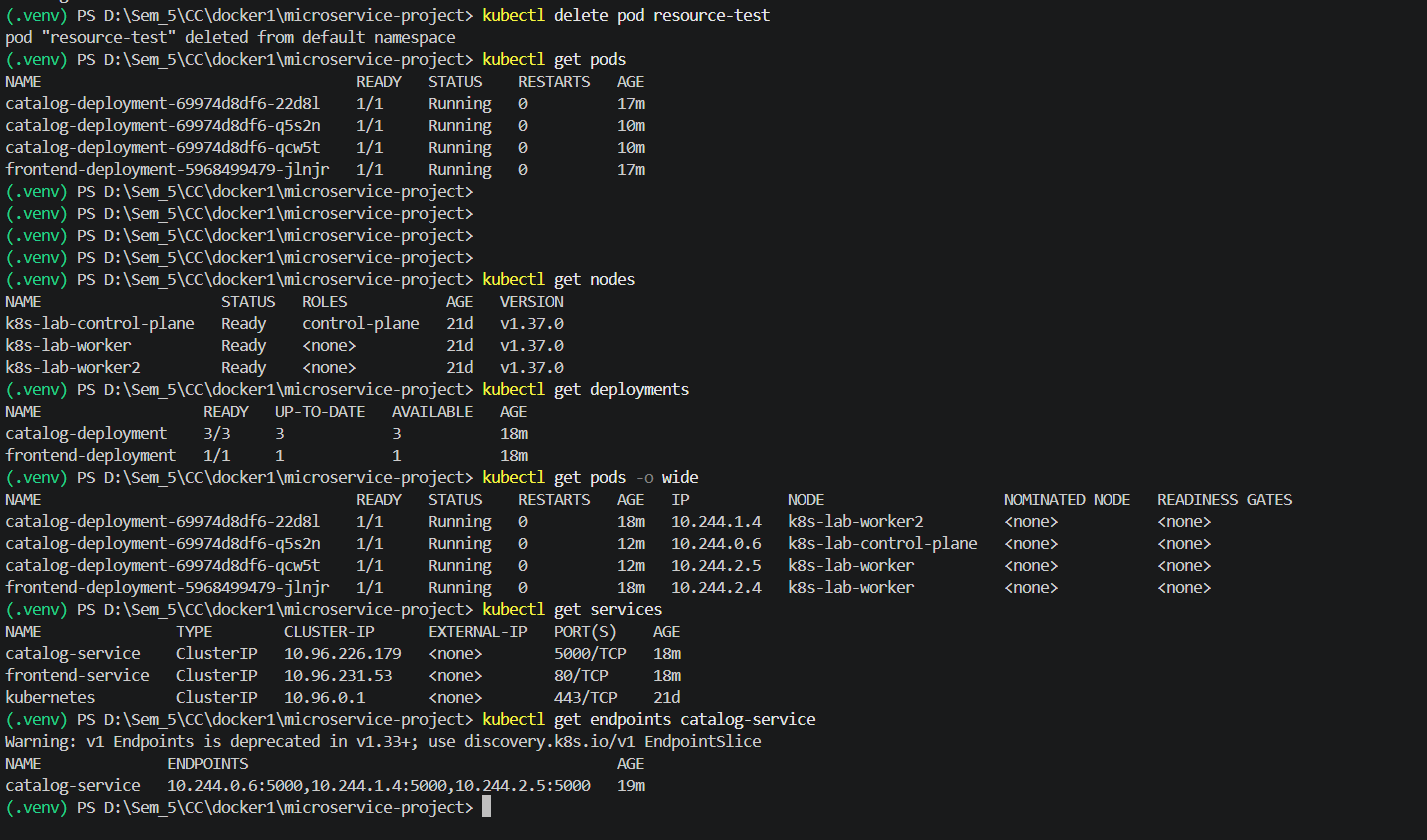 (.venv) PS D:\Sem_5\CC\docker1\microservice-project> kubectl delete pod resource-test
pod "resource-test" deleted from default namespace
(.venv) PS D:\Sem_5\CC\docker1\microservice-project> kubectl get pods
NAME                                   READY   STATUS    RESTARTS   AGE
catalog-deployment-69974d8df6-22d8l    1/1     Running   0          17m
catalog-deployment-69974d8df6-q5s2n    1/1     Running   0          10m
catalog-deployment-69974d8df6-qcw5t    1/1     Running   0          10m
frontend-deployment-5968499479-jlnjr   1/1     Running   0          17m
(.venv) PS D:\Sem_5\CC\docker1\microservice-project>
(.venv) PS D:\Sem_5\CC\docker1\microservice-project>
(.venv) PS D:\Sem_5\CC\docker1\microservice-project>
(.venv) PS D:\Sem_5\CC\docker1\microservice-project>
(.venv) PS D:\Sem_5\CC\docker1\microservice-project> kubectl get nodes
NAME                    STATUS   ROLES           AGE   VERSION
k8s-lab-control-plane   Ready    control-plane   21d   v1.37.0
k8s-lab-worker          Ready    <none>          21d   v1.37.0
k8s-lab-worker2         Ready    <none>          21d   v1.37.0
(.venv) PS D:\Sem_5\CC\docker1\microservice-project> kubectl get deployments
NAME                  READY   UP-TO-DATE   AVAILABLE   AGE
catalog-deployment    3/3     3            3           18m
frontend-deployment   1/1     1            1           18m
(.venv) PS D:\Sem_5\CC\docker1\microservice-project> kubectl get pods -o wide
NAME                                   READY   STATUS    RESTARTS   AGE   IP           NODE                    NOMINATED NODE   READINESS GATES
catalog-deployment-69974d8df6-22d8l    1/1     Running   0          18m   10.244.1.4   k8s-lab-worker2         <none>           <none>
catalog-deployment-69974d8df6-q5s2n    1/1     Running   0          12m   10.244.0.6   k8s-lab-control-plane   <none>           <none>
catalog-deployment-69974d8df6-qcw5t    1/1     Running   0          12m   10.244.2.5   k8s-lab-worker          <none>           <none>
frontend-deployment-5968499479-jlnjr   1/1     Running   0          18m   10.244.2.4   k8s-lab-worker          <none>           <none>
(.venv) PS D:\Sem_5\CC\docker1\microservice-project> kubectl get services
NAME               TYPE        CLUSTER-IP      EXTERNAL-IP   PORT(S)    AGE
catalog-service    ClusterIP   10.96.226.179   <none>        5000/TCP   18m
frontend-service   ClusterIP   10.96.231.53    <none>        80/TCP     18m
kubernetes         ClusterIP   10.96.0.1       <none>        443/TCP    21d
(.venv) PS D:\Sem_5\CC\docker1\microservice-project> kubectl get endpoints catalog-service
Warning: v1 Endpoints is deprecated in v1.33+; use discovery.k8s.io/v1 EndpointSlice
NAME              ENDPOINTS                                         AGE
catalog-service   10.244.0.6:5000,10.244.1.4:5000,10.244.2.5:5000   19m
(.venv) PS D:\Sem_5\CC\docker1\microservice-project>